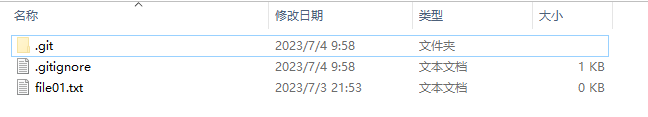 名称 修改日期 类型 大小
.git 2023/7/4 9:58 文件夹
.gitignore 2023/7/4 9:58 文本文档 1 KB
file01.txt 2023/7/3 21:53 文本文档 0 KB